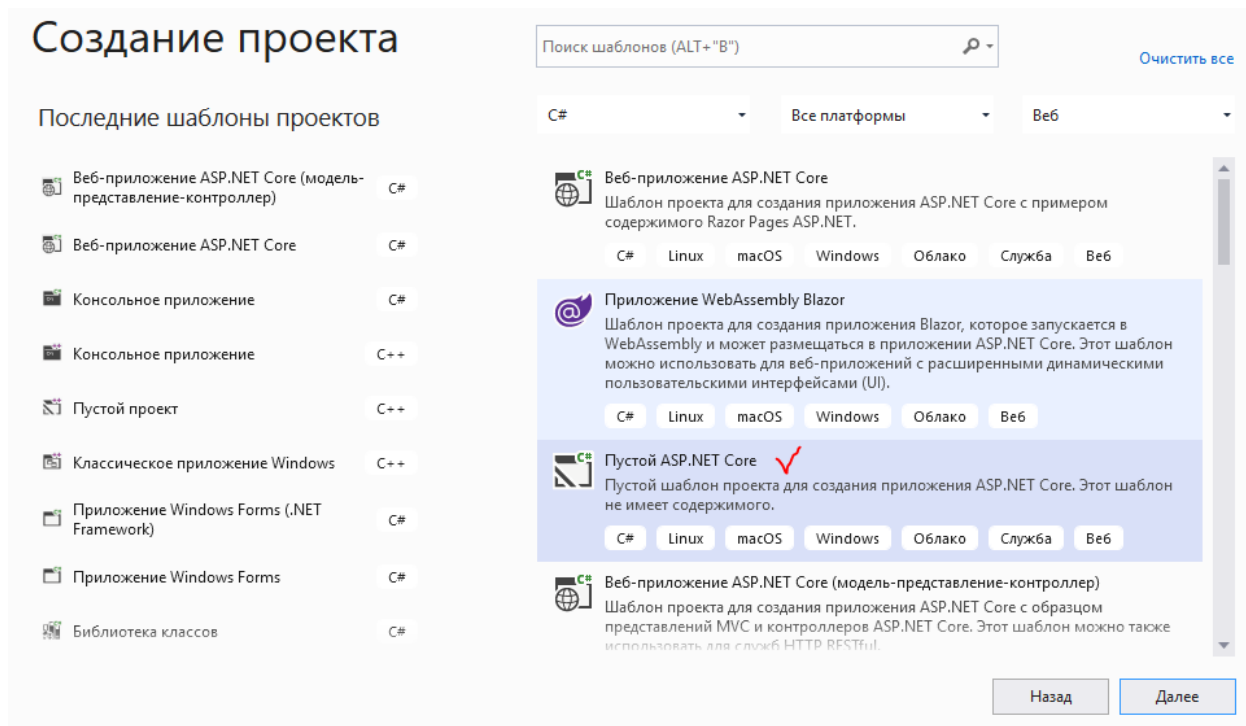 Создание проекта
Поиск шаблонов (ALT+"В")
Очистить все
Последние шаблоны проектов
C#
Все платформы
Веб
Веб-приложение ASP.NET Core (модель-
представление-контроллер)
C#
Веб-приложение ASP.NET Core
C#
Консольное приложение
C#
Консольное приложение
C++
Пустой проект
C++
Классическое приложение Windows
C++
Приложение Windows Forms (.NET
Framework)
C#
Приложение Windows Forms
C#
Библиотека классов
C#
Веб-приложение ASP.NET Core
Шаблон проекта для создания приложения ASP.NET Core с примером
содержимого Razor Pages ASP.NET.
C# Linux macOS Windows Облако Служба Веб
Приложение WebAssembly Blazor
Шаблон проекта для создания приложения Blazor, которое запускается в
WebAssembly и может размещаться в приложении ASP.NET Core. Этот шаблон
можно использовать для веб-приложений с расширенными динамическими
пользовательскими интерфейсами (UI).
C# Linux macOS Windows Облако Веб
Пустой ASP.NET Core
Пустой шаблон проекта для создания приложения ASP.NET Core. Этот шаблон
не имеет содержимого.
C# Linux macOS Windows Облако Служба Веб
Веб-приложение ASP.NET Core (модель-представление-контроллер)
Шаблон проекта для создания приложения ASP.NET Core с образцом
представлений MVC и контроллеров ASP.NET Core. Этот шаблон можно также
использовать для служб HTTP RESTful.
Назад
Далее